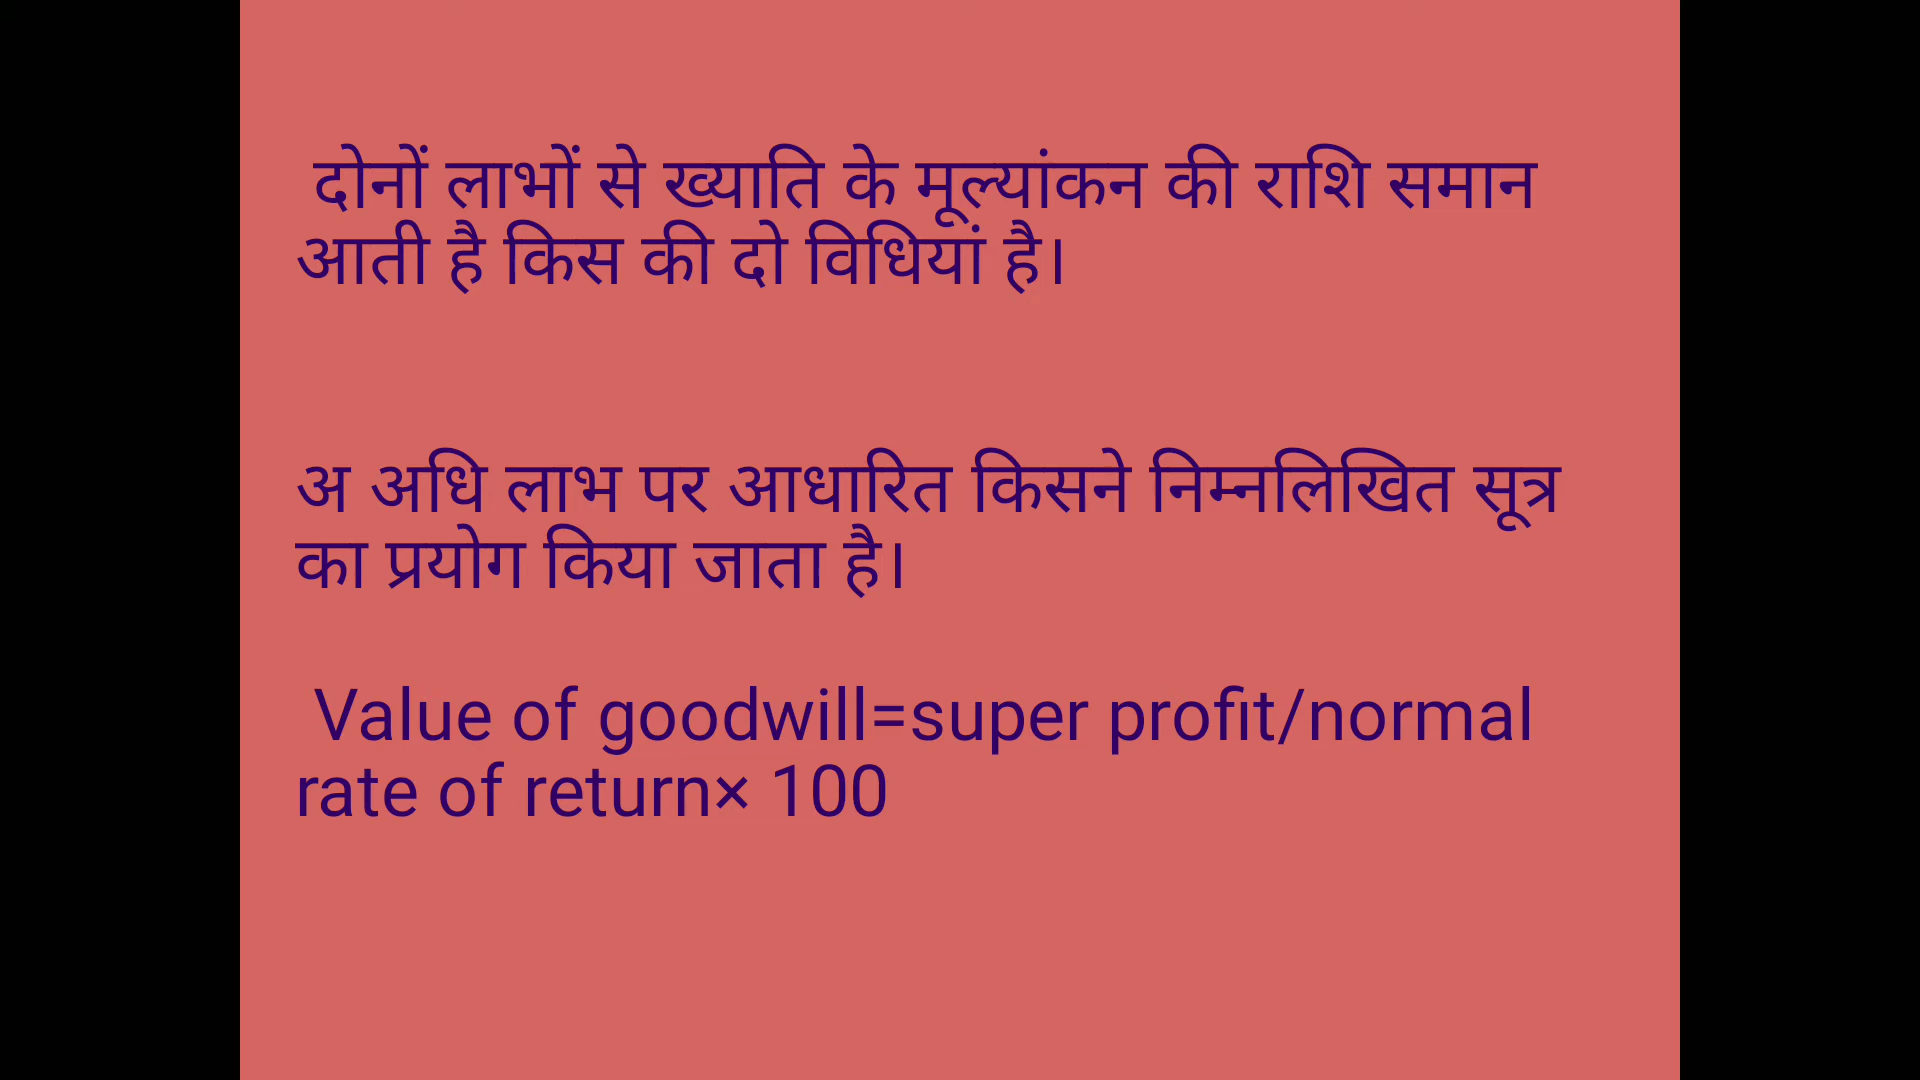 दोनों लाभों से ख्याति के मूल्यांकन की राशि समान
आती है किस की दो विधियां है।
अ अधि लाभ पर आधारित किसने निम्नलिखित सूत्र
का प्रयोग किया जाता है।
Value of goodwill=super profit/normal
rate of return× 100